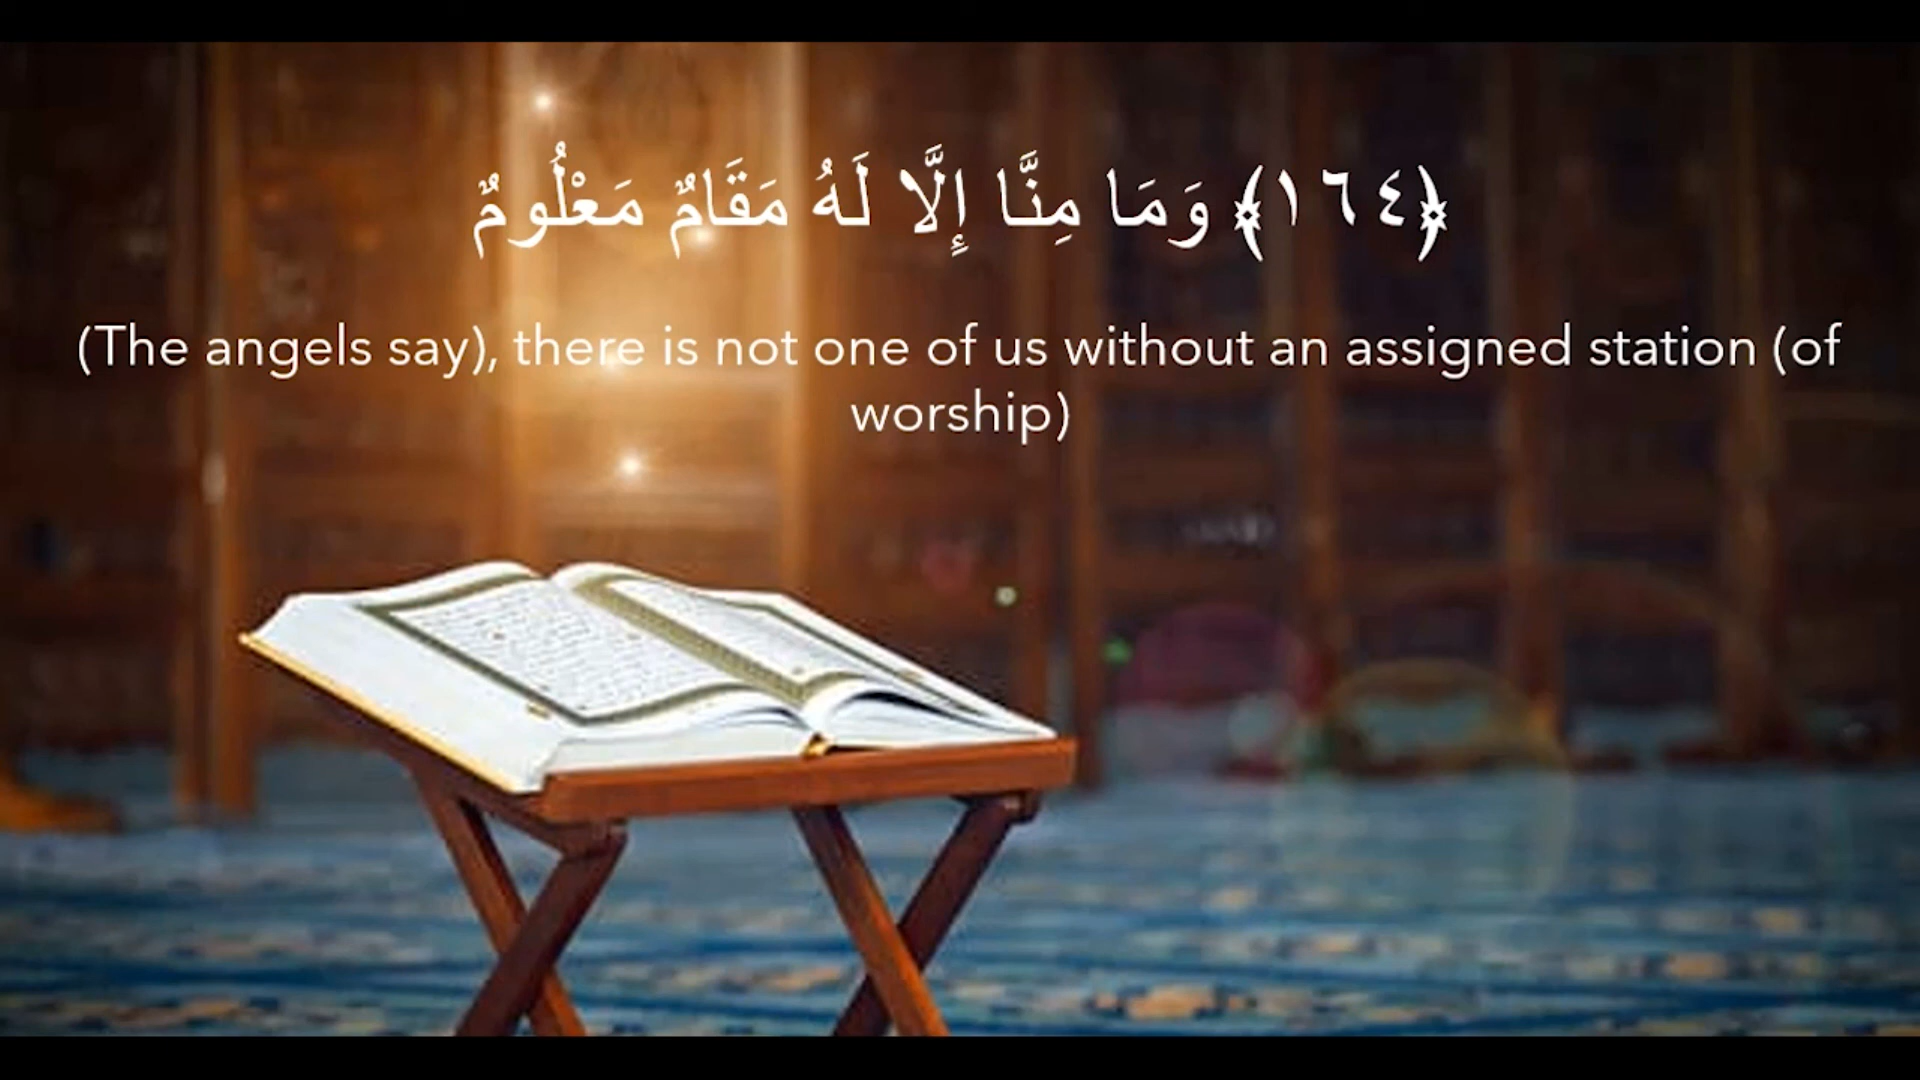 ﴿١٦٤﴾ وَمَا مِنَّا إِلَّا لَهُ مَقَامٌ مَعْلُومٌ
(The angels say), there is not one of us without an assigned station (of
worship)